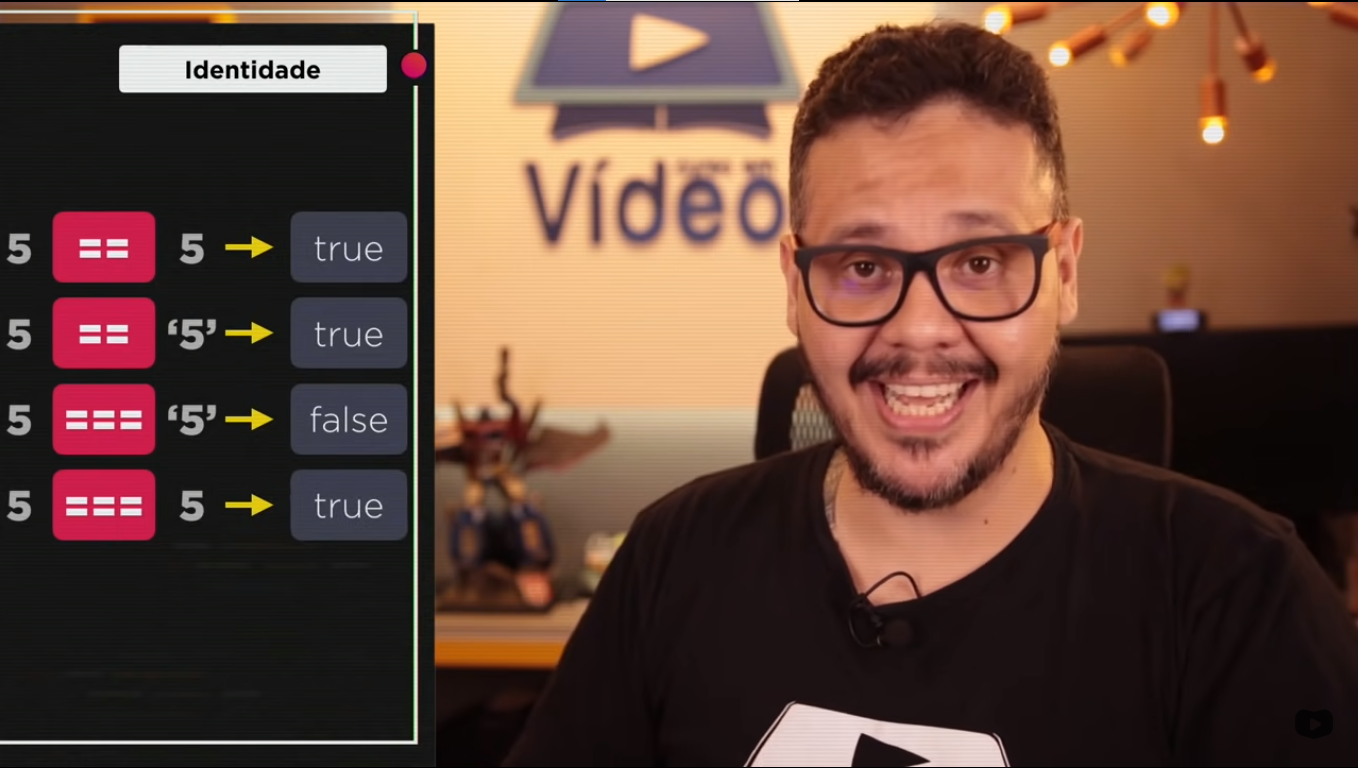 Identidade
5 == 5 → true
5 == ‘5’ → true
5 === ‘5’ → false
5 === 5 → true
Vídeo